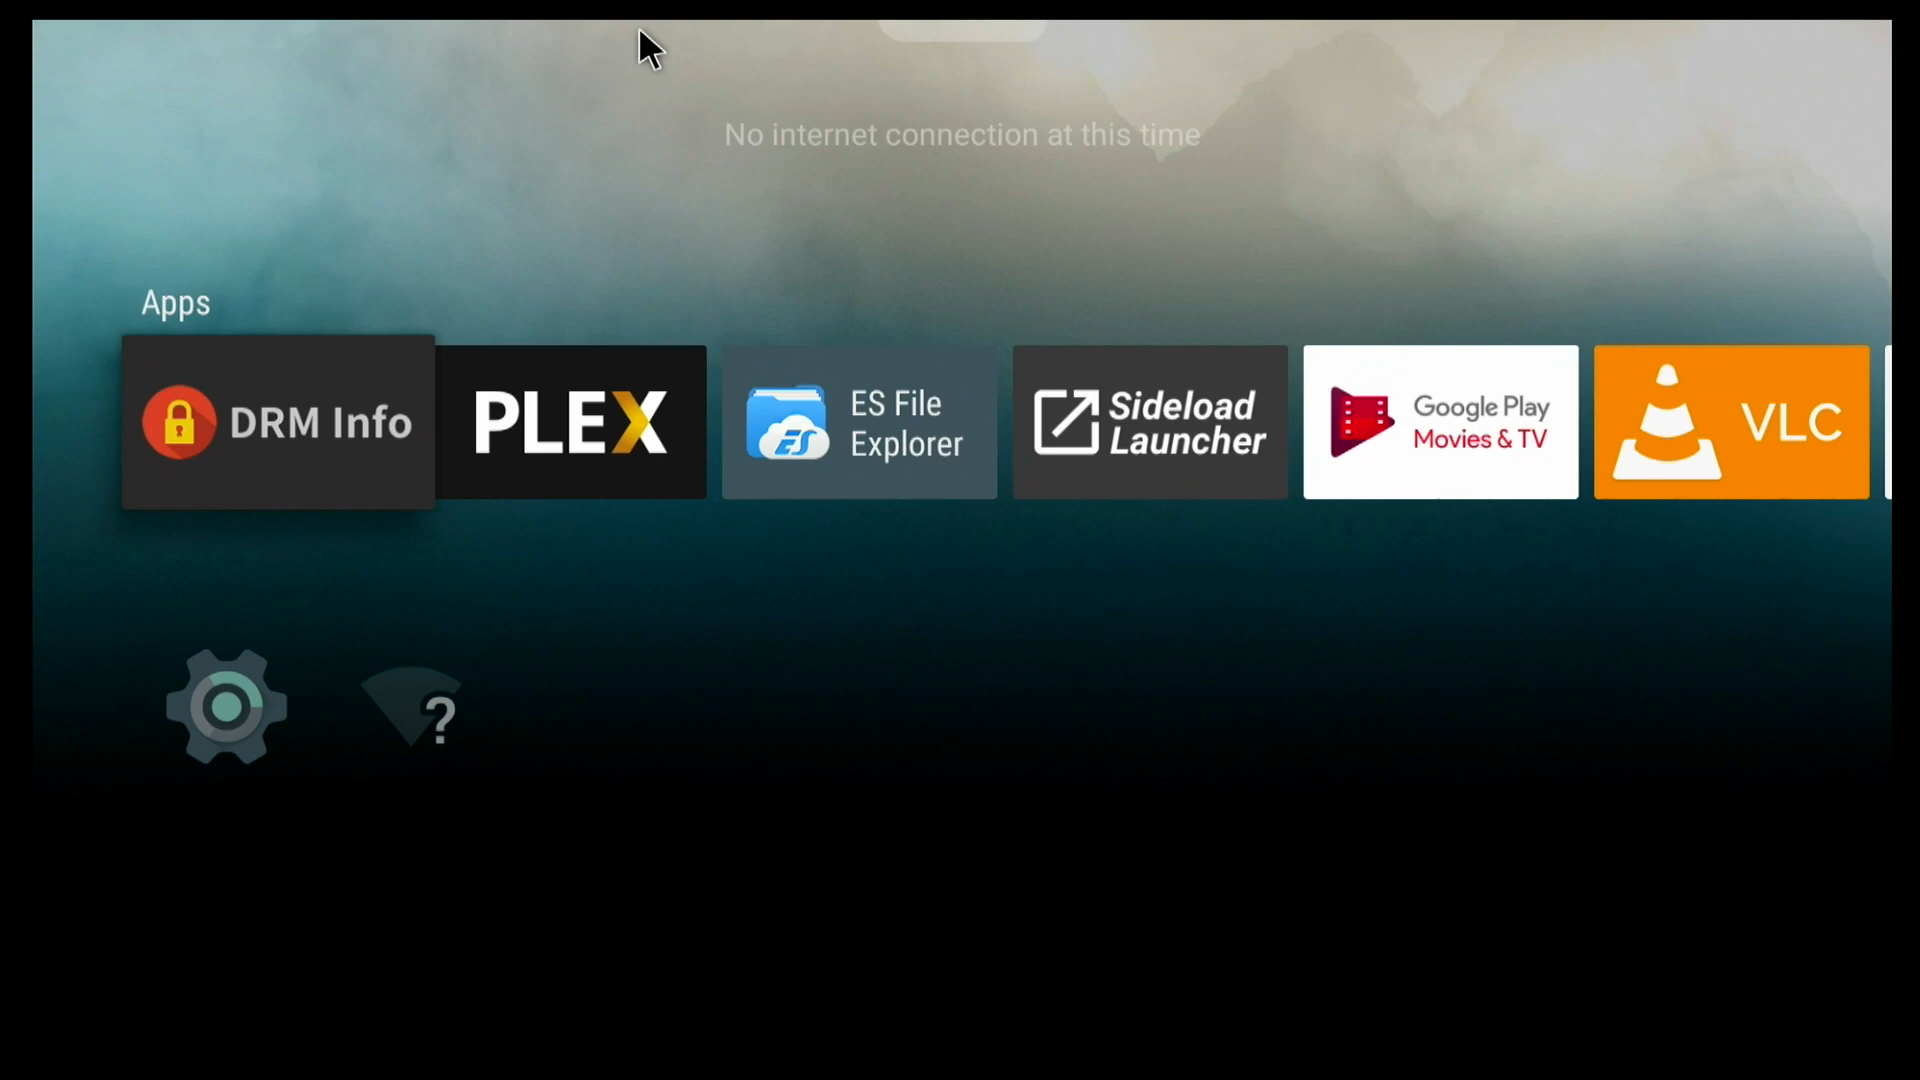 No internet connection at this time
Apps
DRM Info
PLEX
ES File
Explorer
ES
Sideload
Launcher
Google Play
Movies & TV
VLC
?